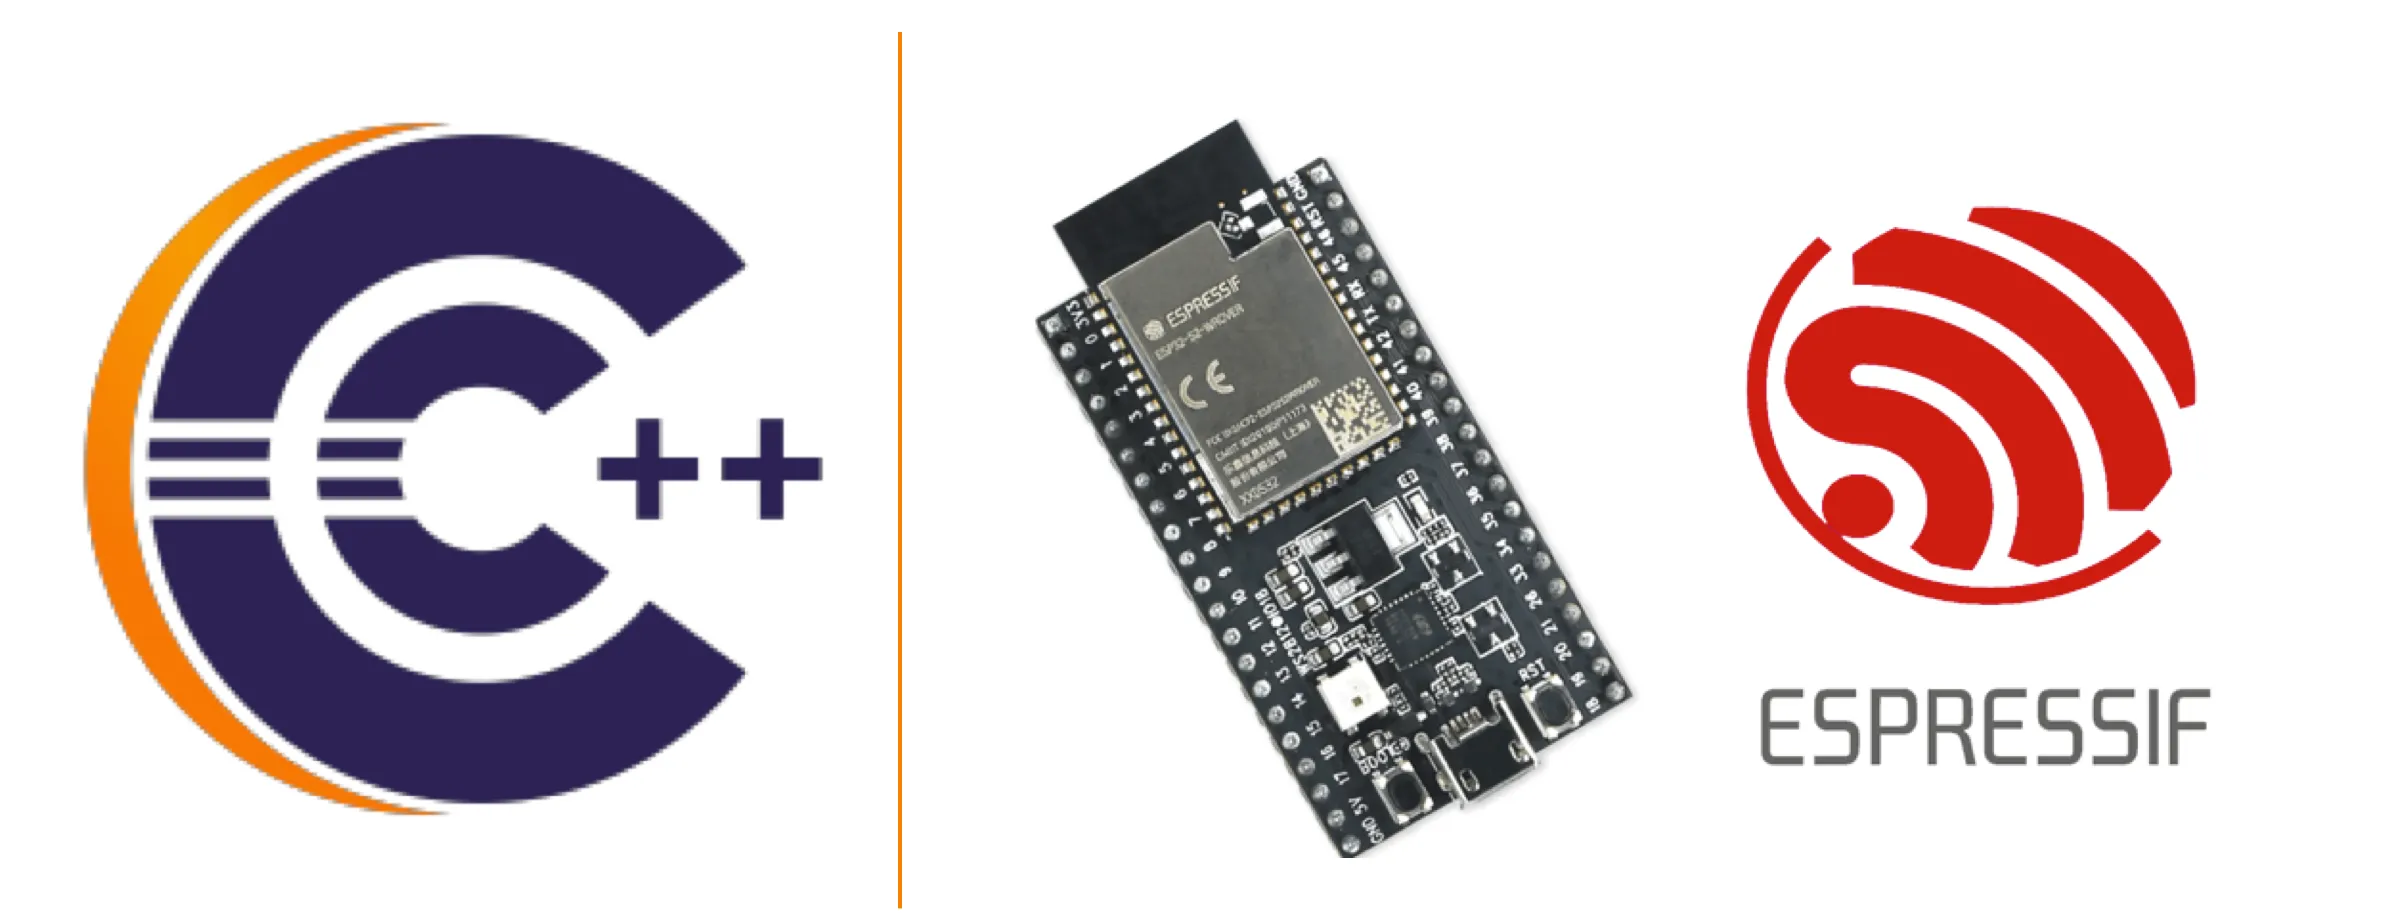 C C++
ESPRESSIF
ESP32-S2-WROVER
CE
XX0S32
3V3
0
1
2
3
4
5
6
7
8
9
10
11
12
13
14
15
16
17
5V
GND
GND
RST
46
45
RX
TX
42
41
40
39
38
37
36
35
34
33
26
21
20
19
18
RST
BOOT
ESPRESSIF